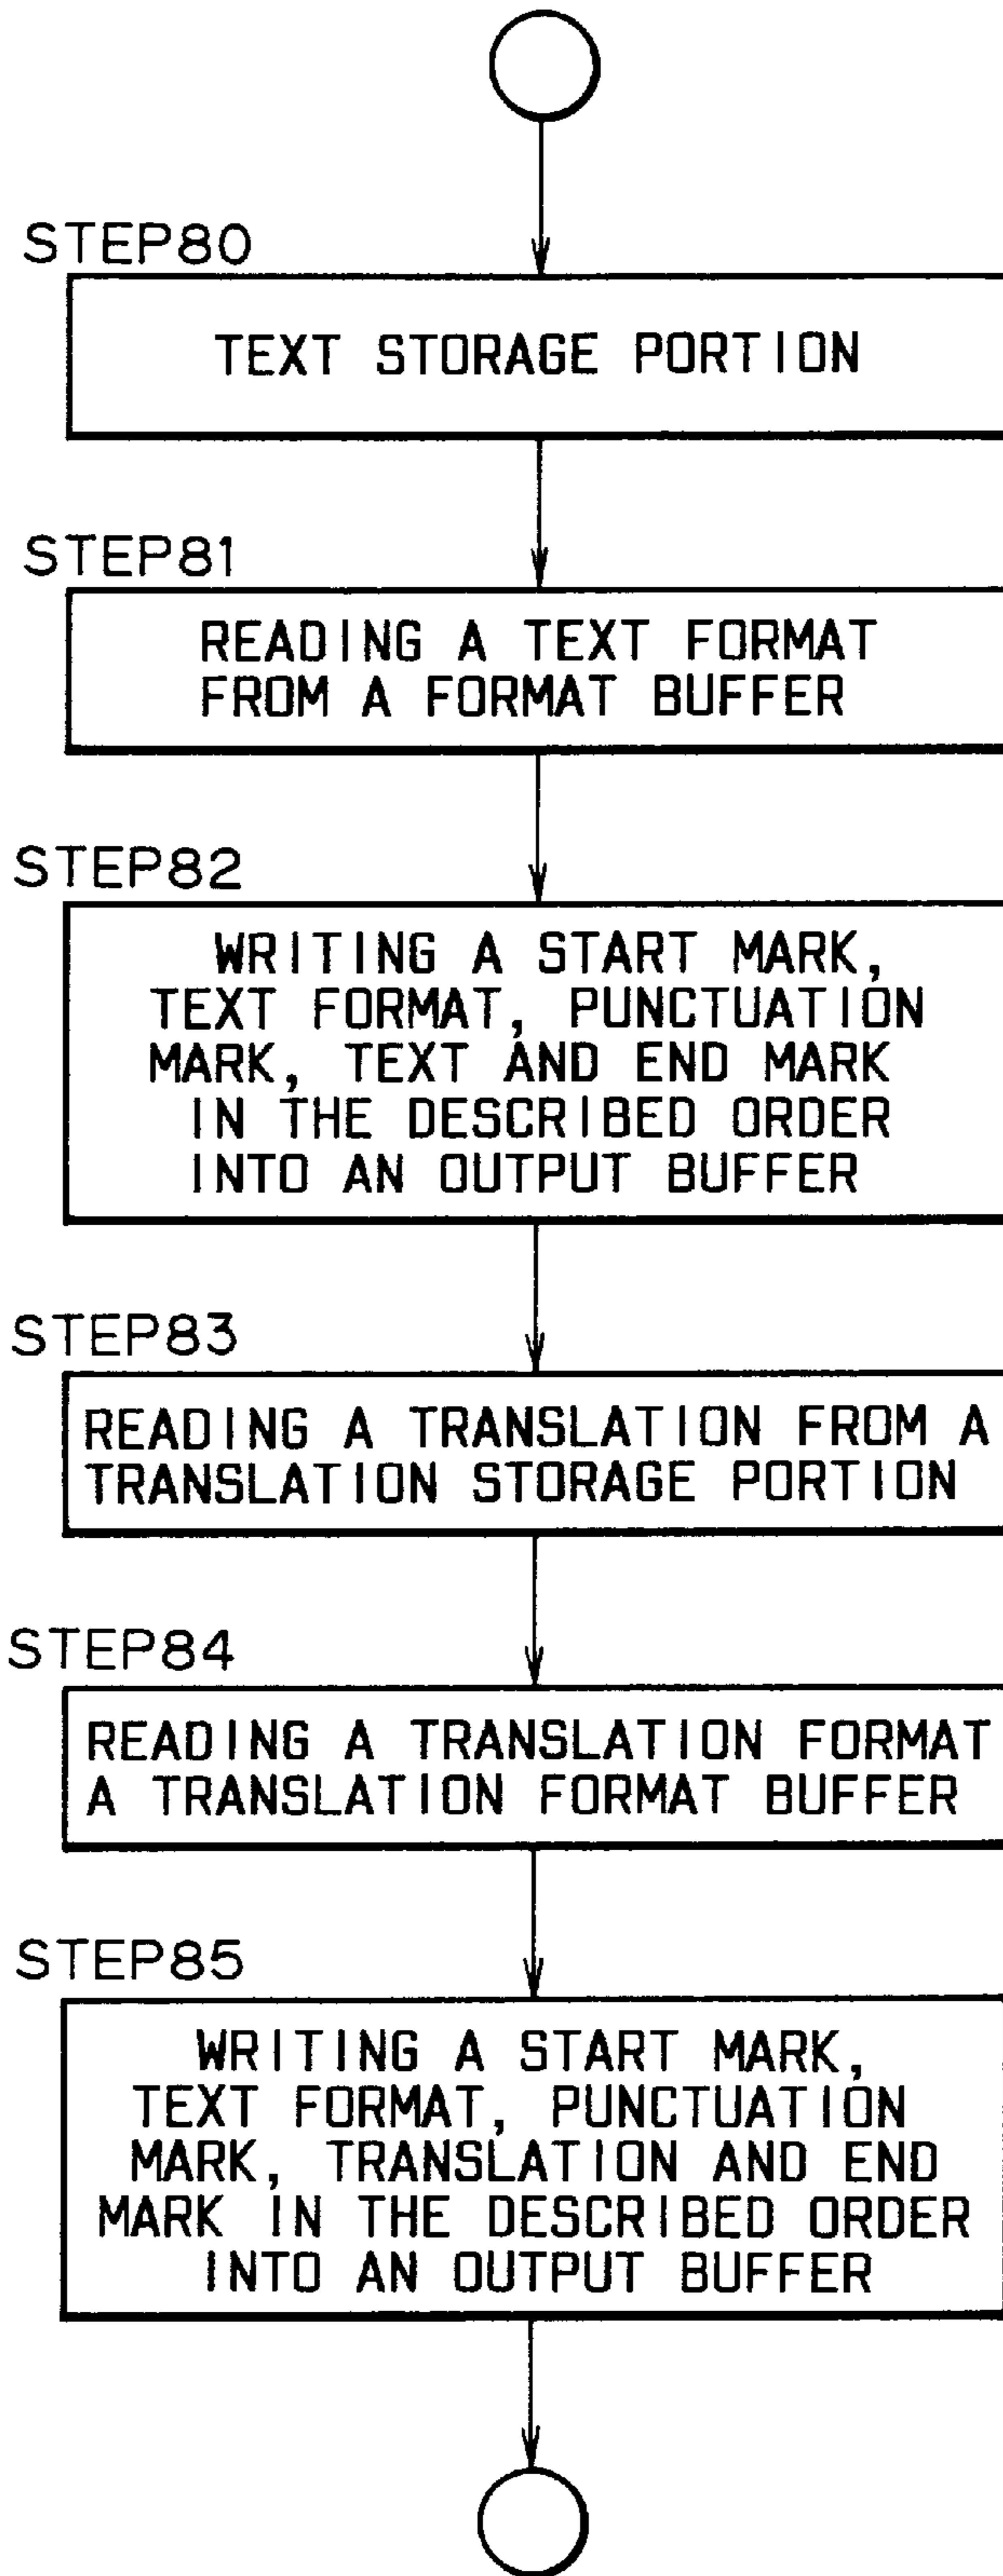 STEP80
TEXT STORAGE PORTION
STEP81
READING A TEXT FORMAT
FROM A FORMAT BUFFER
STEP82
WRITING A START MARK,
TEXT FORMAT, PUNCTUATION
MARK, TEXT AND END MARK
IN THE DESCRIBED ORDER
INTO AN OUTPUT BUFFER
STEP83
READING A TRANSLATION FROM A
TRANSLATION STORAGE PORTION
STEP84
READING A TRANSLATION FORMAT
A TRANSLATION FORMAT BUFFER
STEP85
WRITING A START MARK,
TEXT FORMAT, PUNCTUATION
MARK, TRANSLATION AND END
MARK IN THE DESCRIBED ORDER
INTO AN OUTPUT BUFFER